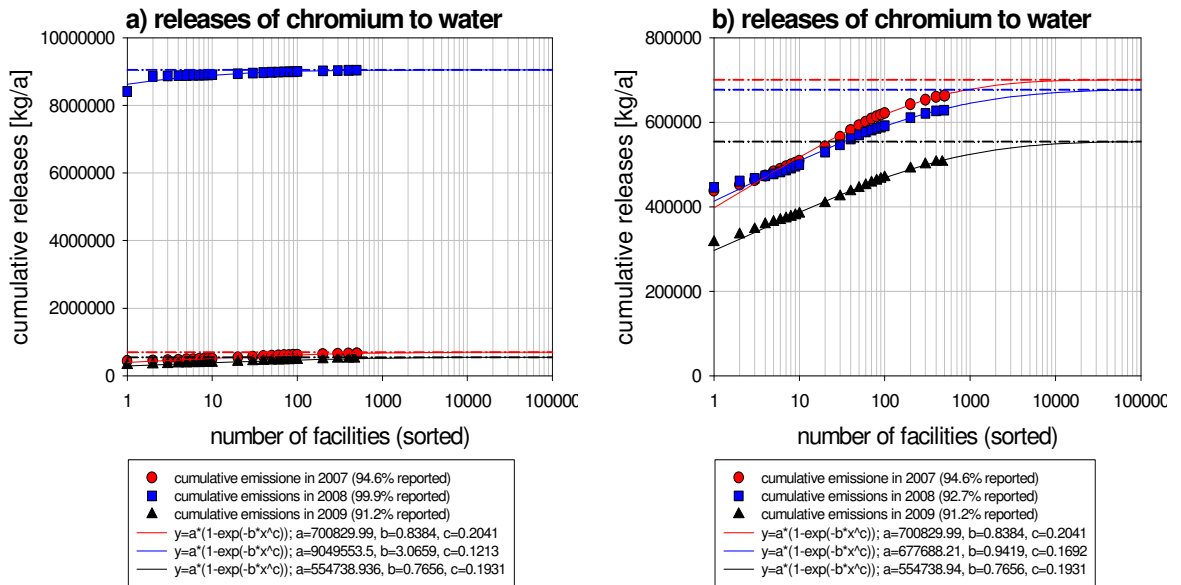 a) releases of chromium to water
cumulative releases [kg/a]
10000000
8000000
6000000
4000000
2000000
0
1 10 100 1000 10000 100000
number of facilities (sorted)
cumulative emissione in 2007 (94.6% reported)
cumulative emissions in 2008 (99.9% reported)
cumulative emissions in 2009 (91.2% reported)
y=a*(1-exp(-b*x^c)); a=700829.99, b=0.8384, c=0.2041
y=a*(1-exp(-b*x^c)); a=9049553.5, b=3.0659, c=0.1213
y=a*(1-exp(-b*x^c)); a=554738.936, b=0.7656, c=0.1931
b) releases of chromium to water
cumulative releases [kg/a]
800000
600000
400000
200000
0
1 10 100 1000 10000 100000
number of facilities (sorted)
cumulative emissions in 2007 (94.6% reported)
cumulative emissions in 2008 (92.7% reported)
cumulative emissions in 2009 (91.2% reported)
y=a*(1-exp(-b*x^c)); a=700829.99, b=0.8384, c=0.2041
y=a*(1-exp(-b*x^c)); a=677688.21, b=0.9419, c=0.1692
y=a*(1-exp(-b*x^c)); a=554738.94, b=0.7656, c=0.1931